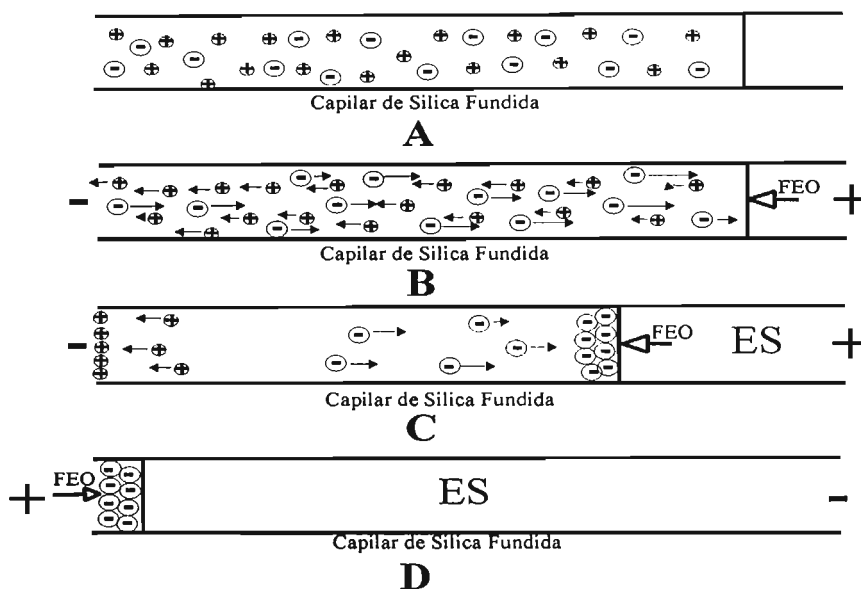 Capilar de Silica Fundida
A
- FEO +
Capilar de Silica Fundida
B
- FEO ES +
Capilar de Silica Fundida
C
+ FEO ES -
Capilar de Silica Fundida
D